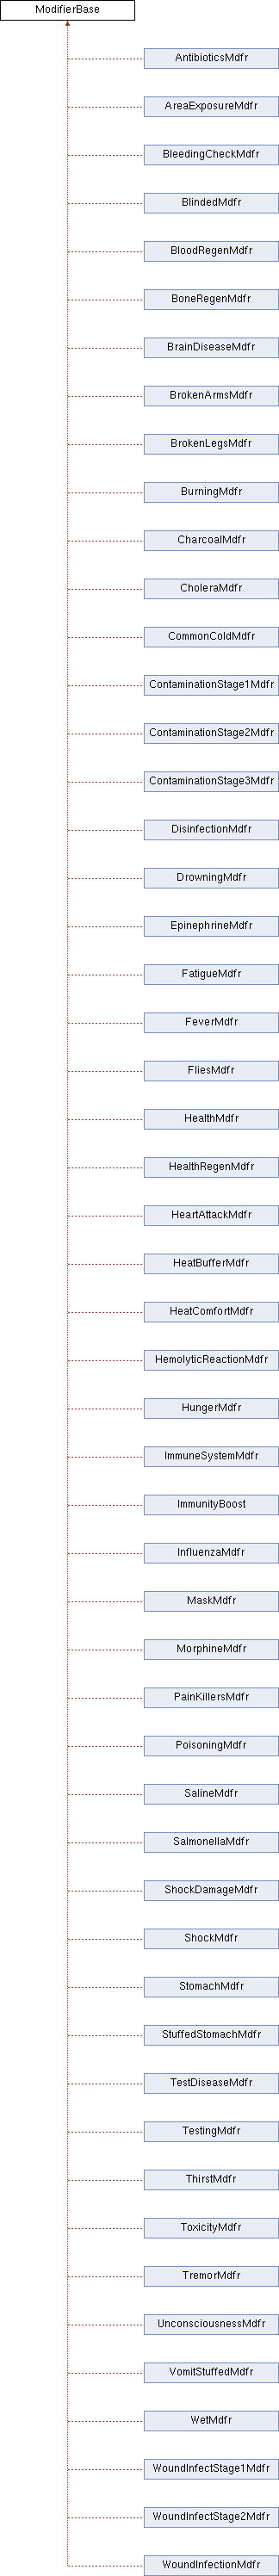 ModifierBase
AntibioticsMdfr
AreaExposureMdfr
BleedingCheckMdfr
BlindedMdfr
BloodRegenMdfr
BoneRegenMdfr
BrainDiseaseMdfr
BrokenArmsMdfr
BrokenLegsMdfr
BurningMdfr
CharcoalMdfr
CholeraMdfr
CommonColdMdfr
ContaminationStage1Mdfr
ContaminationStage2Mdfr
ContaminationStage3Mdfr
DisinfectionMdfr
DrowningMdfr
EpinephrineMdfr
FatigueMdfr
FeverMdfr
FliesMdfr
HealthMdfr
HealthRegenMdfr
HeartAttackMdfr
HeatBufferMdfr
HeatComfortMdfr
HemolyticReactionMdfr
HungerMdfr
ImmuneSystemMdfr
ImmunityBoost
InfluenzaMdfr
MaskMdfr
MorphineMdfr
PainKillersMdfr
PoisoningMdfr
SalineMdfr
SalmonellaMdfr
ShockDamageMdfr
ShockMdfr
StomachMdfr
StuffedStomachMdfr
TestDiseaseMdfr
TestingMdfr
ThirstMdfr
ToxicityMdfr
TremorMdfr
UnconsciousnessMdfr
VomitStuffedMdfr
WetMdfr
WoundInfectStage1Mdfr
WoundInfectStage2Mdfr
WoundInfectionMdfr